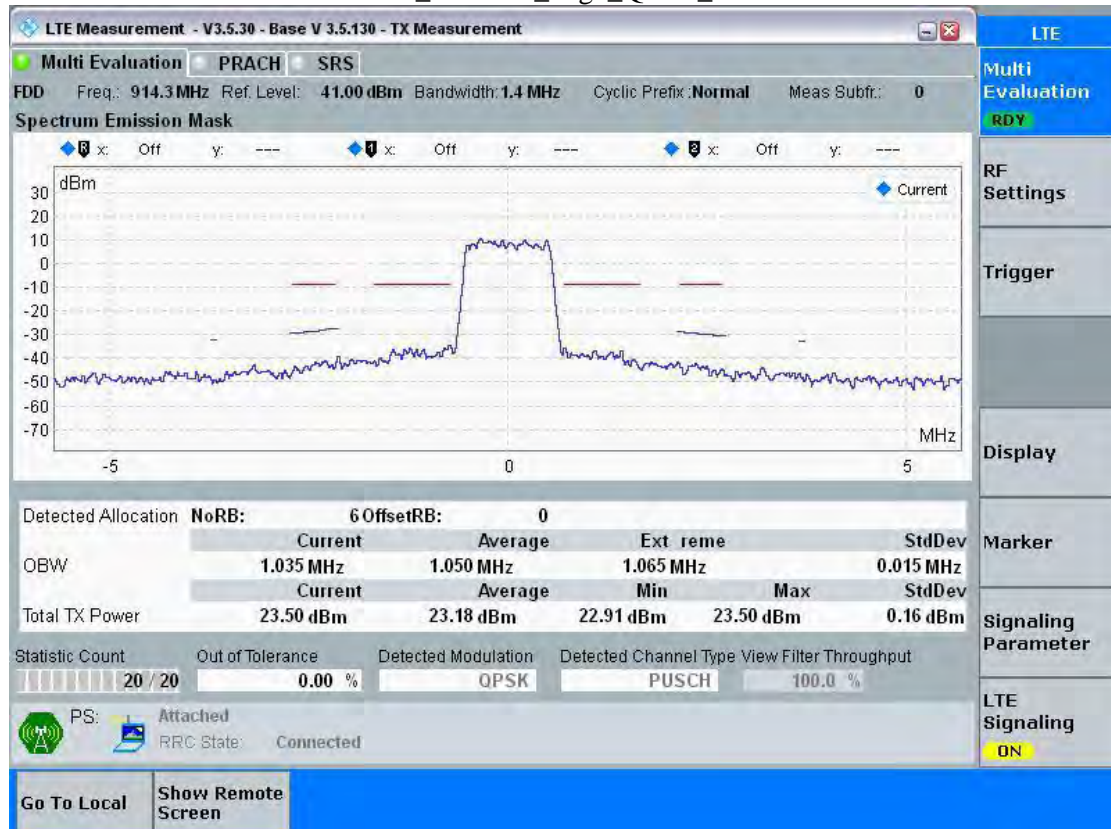 LTE Measurement - V3.5.30 - Base V 3.5.130 - TX Measurement
LTE
Multi Evaluation PRACH SRS
Multi Evaluation
RDY
FDD Freq.: 914.3 MHz Ref. Level: 41.00 dBm Bandwidth: 1.4 MHz Cyclic Prefix : Normal Meas Subfr.: 0
Spectrum Emission Mask
R x: Off y: --- 1 x: Off y: --- 2 x: Off y: ---
dBm
Current
30
20
10
0
-10
-20
-30
-40
-50
-60
-70
MHz
-5 0 5
RF Settings
Trigger
Display
Marker
Signaling Parameter
LTE Signaling
ON
Detected Allocation NoRB: 6 OffsetRB: 0
Current Average Ext reme StdDev
OBW 1.035 MHz 1.050 MHz 1.065 MHz 0.015 MHz
Current Average Min Max StdDev
Total TX Power 23.50 dBm 23.18 dBm 22.91 dBm 23.50 dBm 0.16 dBm
Statistic Count Out of Tolerance Detected Modulation Detected Channel Type View Filter Throughput
20 / 20 0.00 % QPSK PUSCH 100.0 %
PS: Attached
RRC State: Connected
Go To Local Show Remote Screen